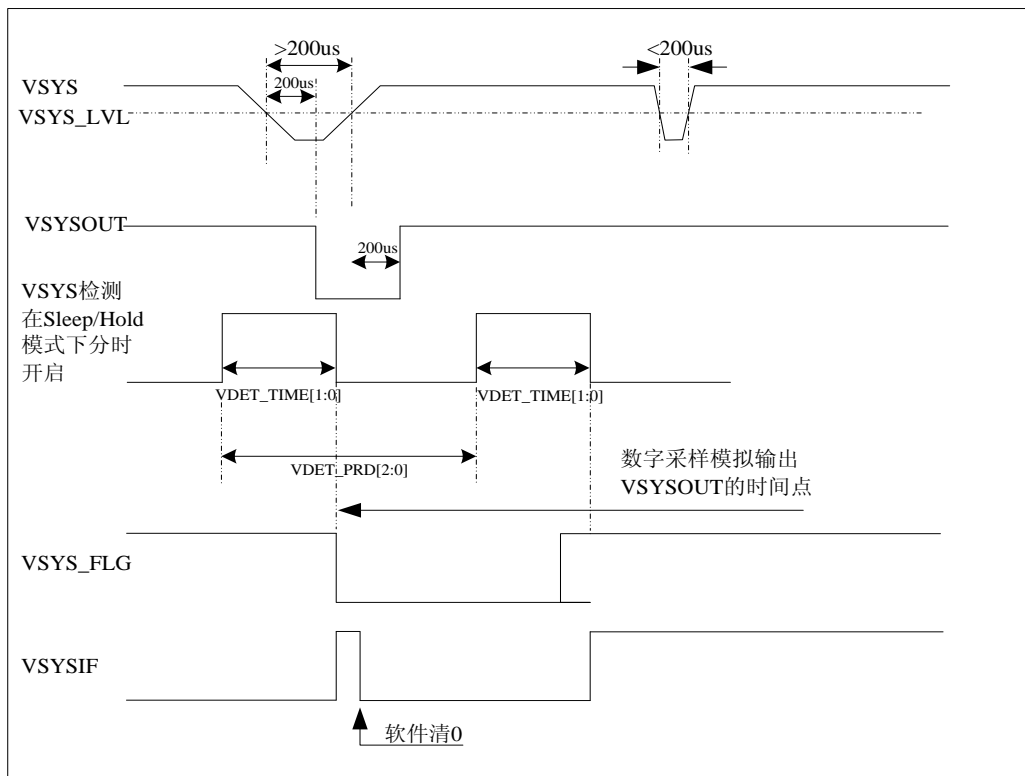 >200us
<200us
VSYS
200us
VSYS_LVL
VSYSOUT
200us
VSYS检测
在Sleep/Hold
模式下分时
开启
VDET_TIME[1:0]
VDET_TIME[1:0]
VDET_PRD[2:0]
数字采样模拟输出
VSYSOUT的时间点
VSYS_FLG
VSYSIF
软件清0